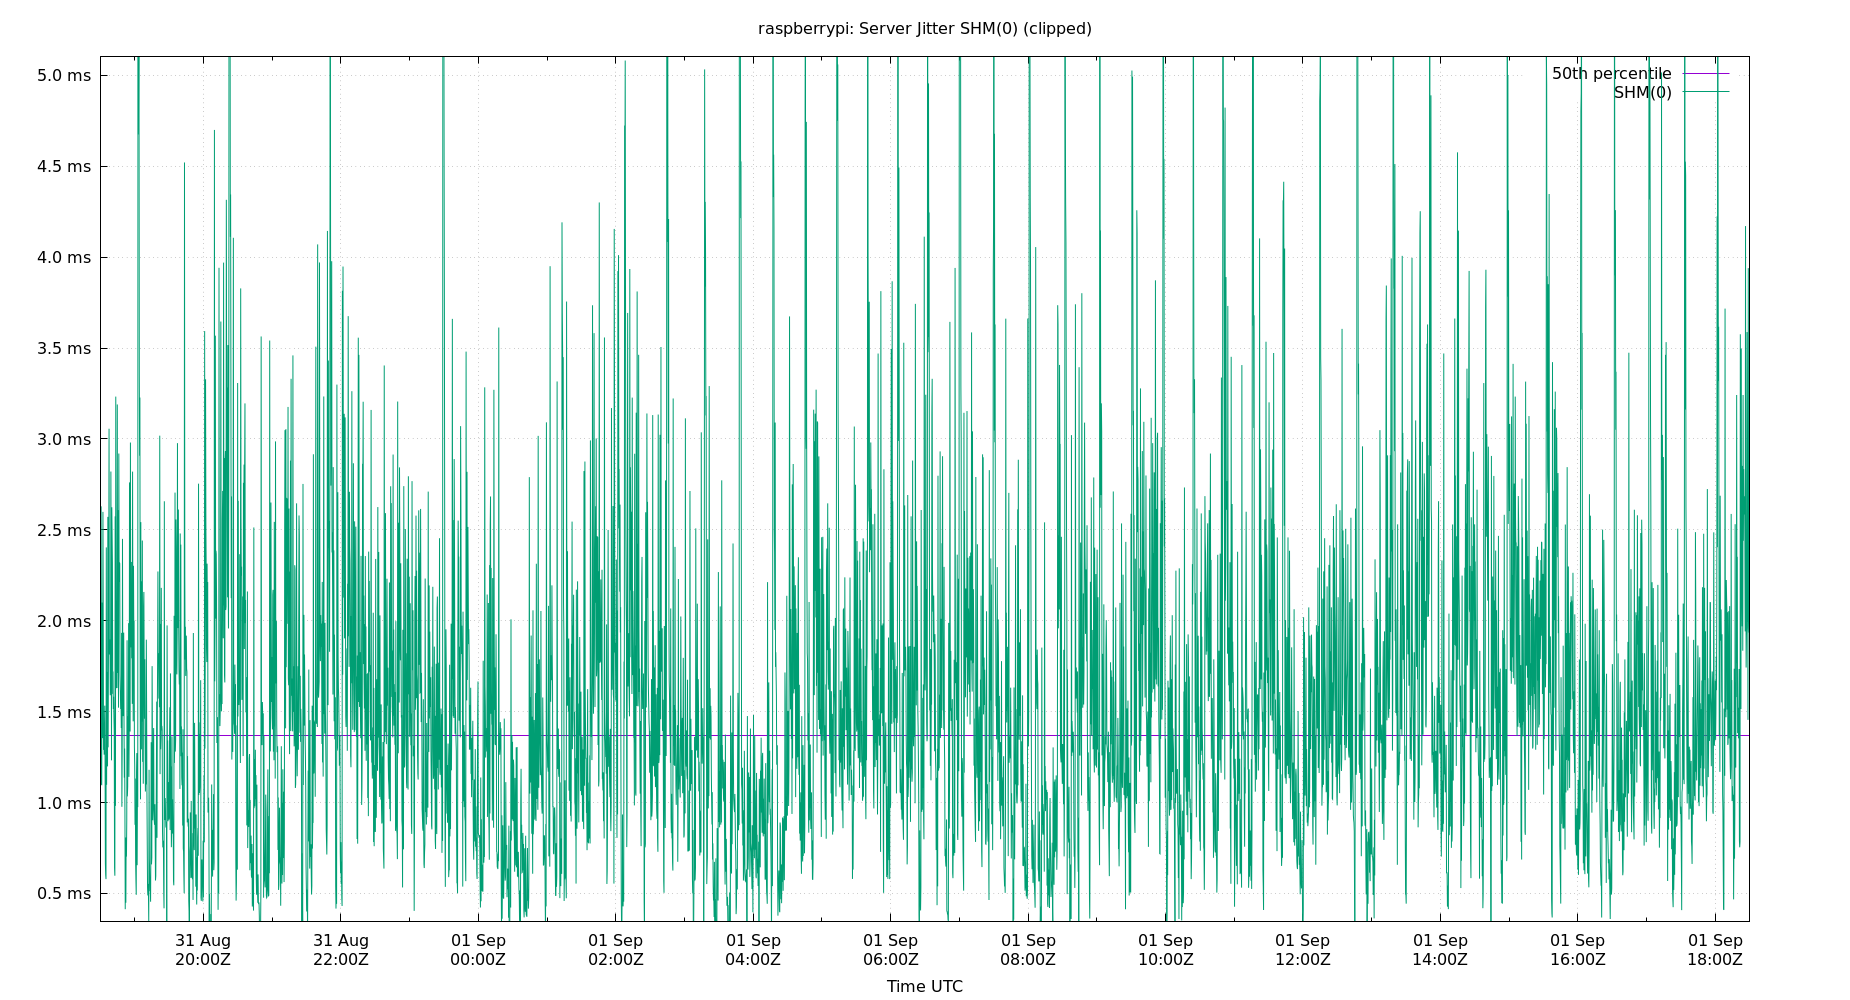 raspberrypi: Server Jitter SHM(0) (clipped)
50th percentile
SHM(0)
5.0 ms
4.5 ms
4.0 ms
3.5 ms
3.0 ms
2.5 ms
2.0 ms
1.5 ms
1.0 ms
0.5 ms
31 Aug 31 Aug 01 Sep 01 Sep 01 Sep 01 Sep 01 Sep 01 Sep 01 Sep 01 Sep 01 Sep 01 Sep
20:00Z 22:00Z 00:00Z 02:00Z 04:00Z 06:00Z 08:00Z 10:00Z 12:00Z 14:00Z 16:00Z 18:00Z
Time UTC